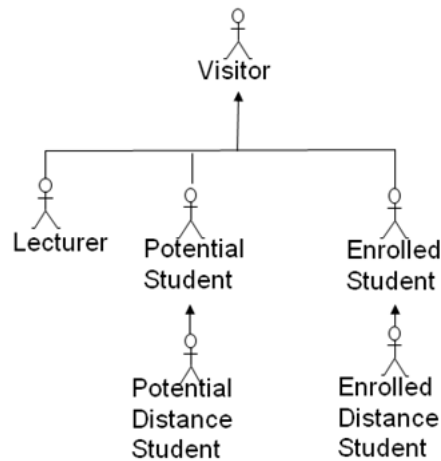 Visitor
Lecturer
Potential
Student
Enrolled
Student
Potential
Distance
Student
Enrolled
Distance
Student